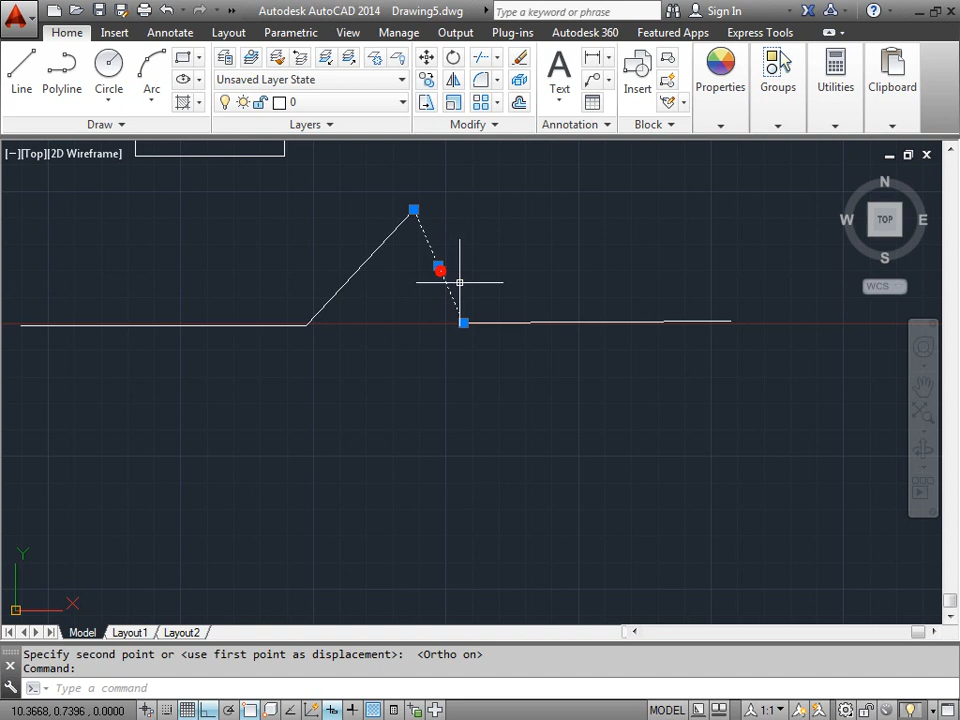 Autodesk AutoCAD 2014 Drawing5.dwg
Type a keyword or phrase
Sign In
Home Insert Annotate Layout Parametric View Manage Output Plug-ins Autodesk 360 Featured Apps Express Tools
Unsaved Layer State
0
Line Polyline Circle Arc Text Insert Properties Groups Utilities Clipboard
Draw Layers Modify Annotation Block
[−][Top][2D Wireframe]
N
W TOP E
S
WCS
Y
X
Model Layout1 Layout2
Specify second point or <use first point as displacement>: <Ortho on>
Command:
Type a command
10.3668, 0.7396, 0.0000
MODEL
1:1